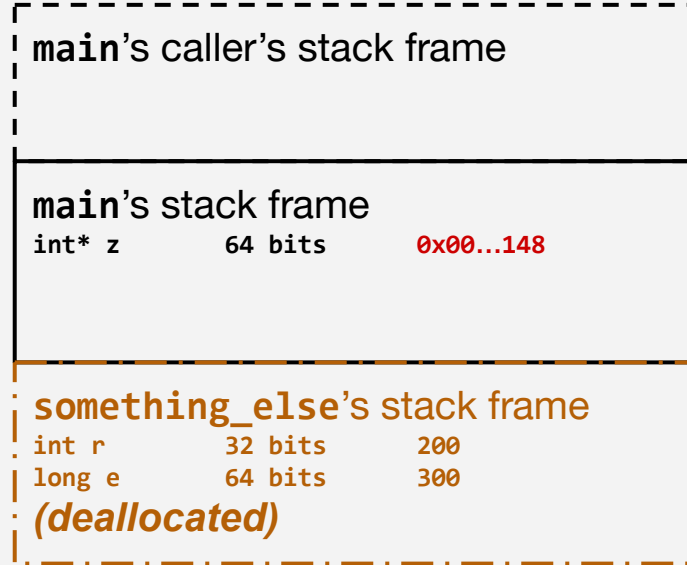 main’s caller’s stack frame
main’s stack frame
int* z 64 bits 0x00…148
something_else’s stack frame
int r 32 bits 200
long e 64 bits 300
(deallocated)